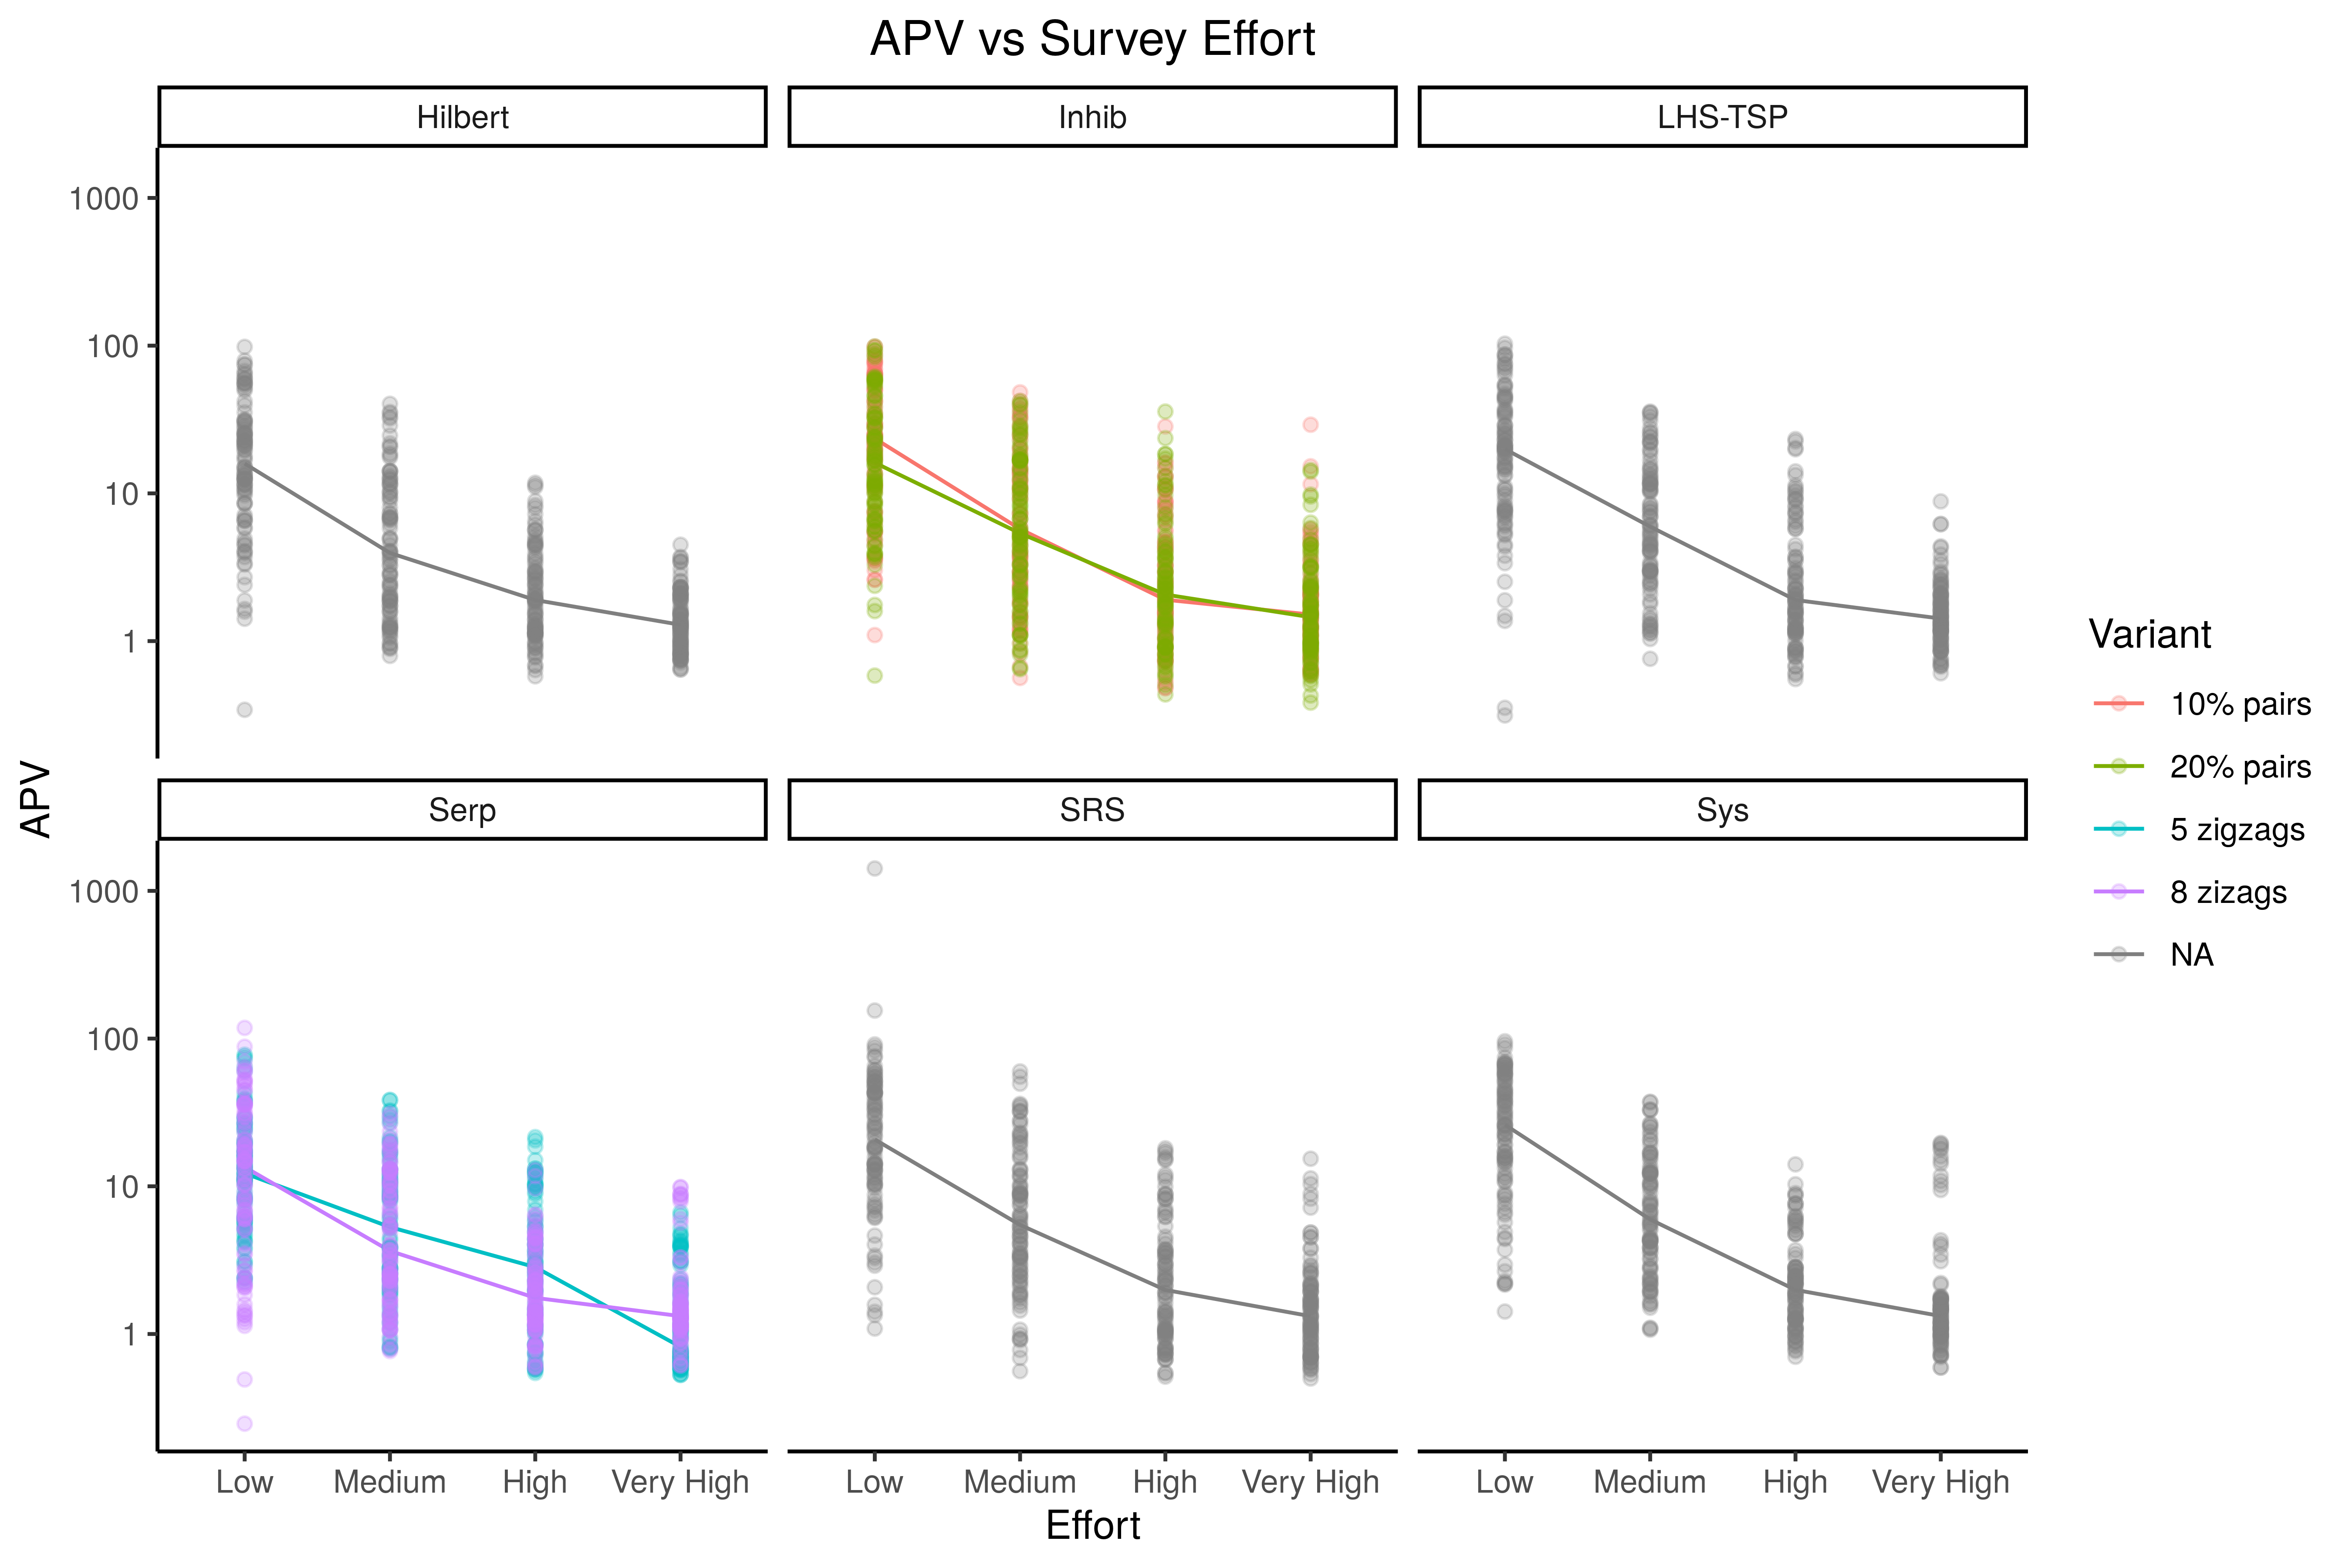 APV vs Survey Effort
Hilbert
Inhib
LHS-TSP
1000
100
10
1
Serp
SRS
Sys
1000
100
10
1
Low Medium High Very High
Low Medium High Very High
Low Medium High Very High
Effort
APV
Variant
10% pairs
20% pairs
5 zigzags
8 zizags
NA